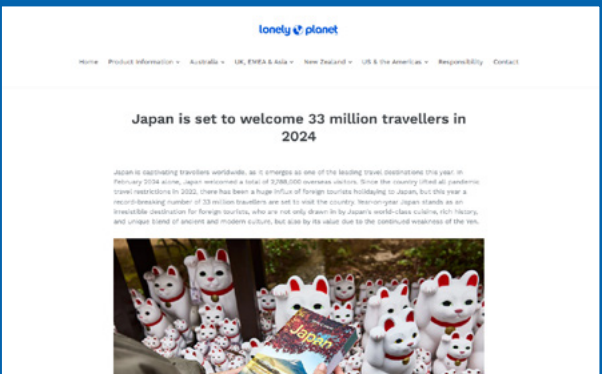 lonely planet
Home Product Information Australia UK, EMEA & Asia New Zealand US & the Americas Responsibility Contact
Japan is set to welcome 33 million travellers in
2024
Japan is captivating travellers worldwide, as it emerges as one of the leading travel destinations this year. In
February 2024 alone, Japan welcomed a total of 2,788,000 overseas visitors. Since the country lifted all pandemic
travel restrictions in 2022, there has been a huge influx of foreign tourists holidaying to Japan, but this year a
record-breaking number of 33 million travellers are set to visit the country. Year-on-year Japan stands as an
irresistible destination for foreign tourists, who are not only drawn in by Japan's world-class cuisine, rich history,
and unique blend of ancient and modern culture, but also by its value due to the continued weakness of the Yen.
Japan